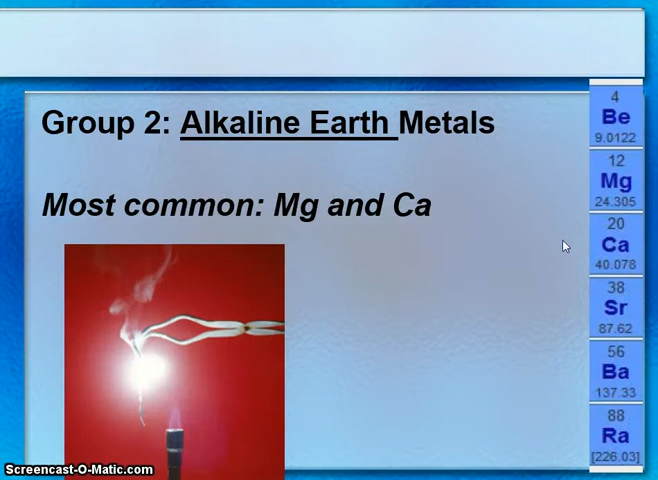 Group 2: Alkaline Earth Metals
Most common: Mg and Ca
4
Be
9.0122
12
Mg
24.305
20
Ca
40.078
38
Sr
87.62
56
Ba
137.33
88
Ra
[226.03]
Screencast-O-Matic.com